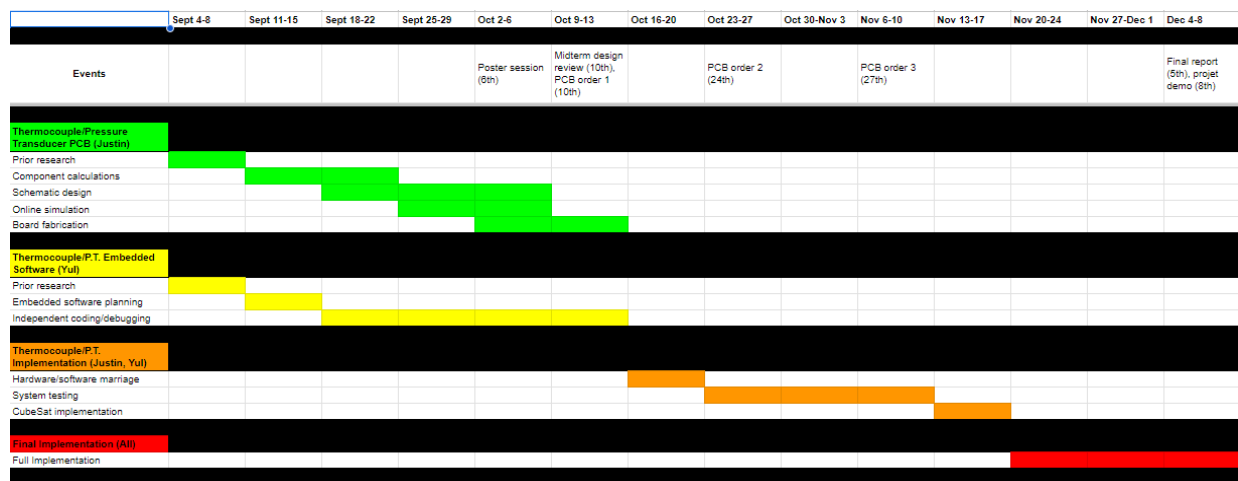 Sept 4-8 Sept 11-15 Sept 18-22 Sept 25-29 Oct 2-6 Oct 9-13 Oct 16-20 Oct 23-27 Oct 30-Nov 3 Nov 6-10 Nov 13-17 Nov 20-24 Nov 27-Dec 1 Dec 4-8
Events
Poster session
(6th)
Midterm design
review (10th),
PCB order 1
(10th)
PCB order 2
(24th)
PCB order 3
(27th)
Final report
(5th), projet
demo (8th)
Thermocouple/Pressure
Transducer PCB (Justin)
Prior research
Component calculations
Schematic design
Online simulation
Board fabrication
Thermocouple/P.T. Embedded
Software (Yul)
Prior research
Embedded software planning
Independent coding/debugging
Thermocouple/P.T.
Implementation (Justin, Yul)
Hardware/software marriage
System testing
CubeSat implementation
Final Implementation (All)
Full Implementation